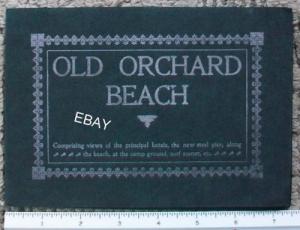 OLD ORCHARD
BEACH
EBAY
Comprising views of the principal hotels, the new steel pier, along
the beach, at the camp ground, surf scenes, etc.
1 2 3 4 5 6 7